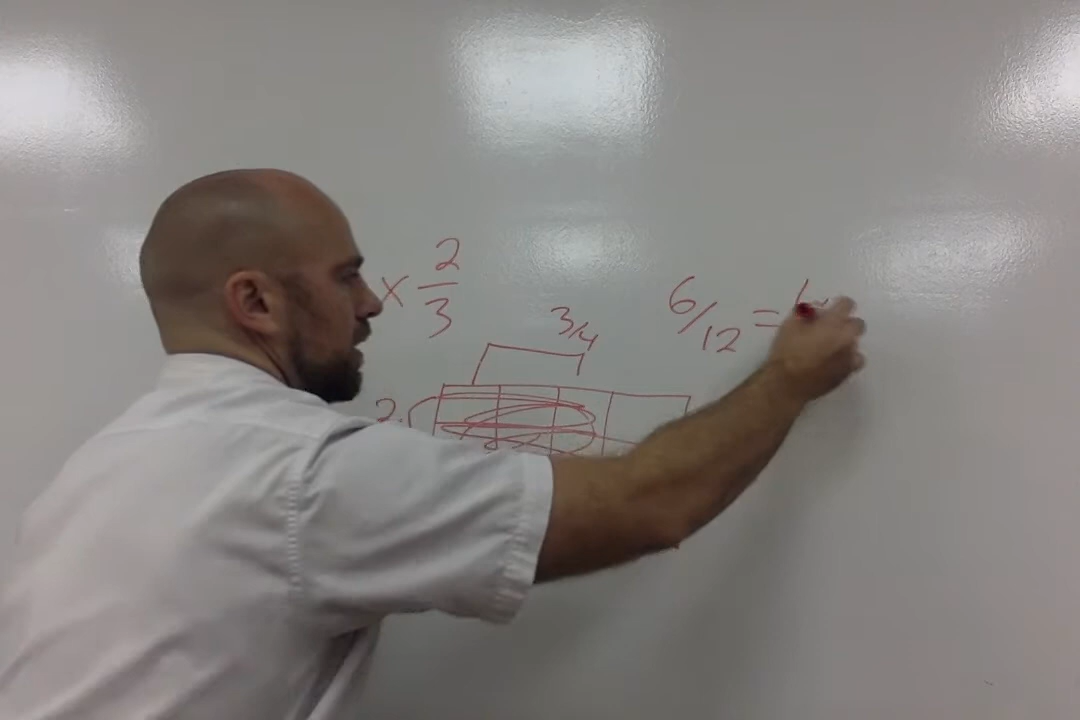 x 2/3
3/4
6/12 =
2